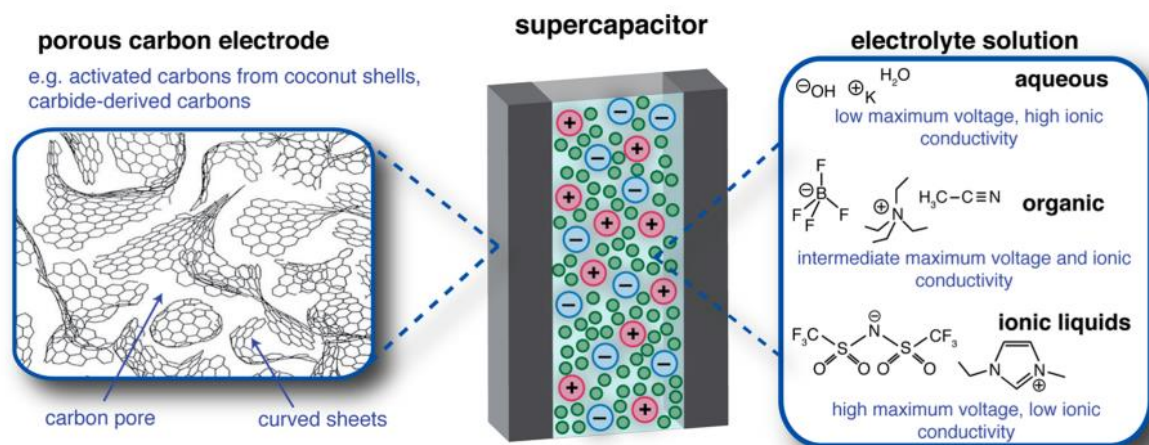 supercapacitor
porous carbon electrode
e.g. activated carbons from coconut shells,
carbide-derived carbons
carbon pore
curved sheets
+ − − − + − − + + − + − − + + − + − +
electrolyte solution
aqueous
⊖OH ⊕K H₂O
low maximum voltage, high ionic
conductivity
organic
F ⊖B F F F
⊕ N
H₃C−C≡N
intermediate maximum voltage and ionic
conductivity
ionic liquids
F₃C S O O N ⊖ S O O CF₃
N N ⊕
high maximum voltage, low ionic
conductivity